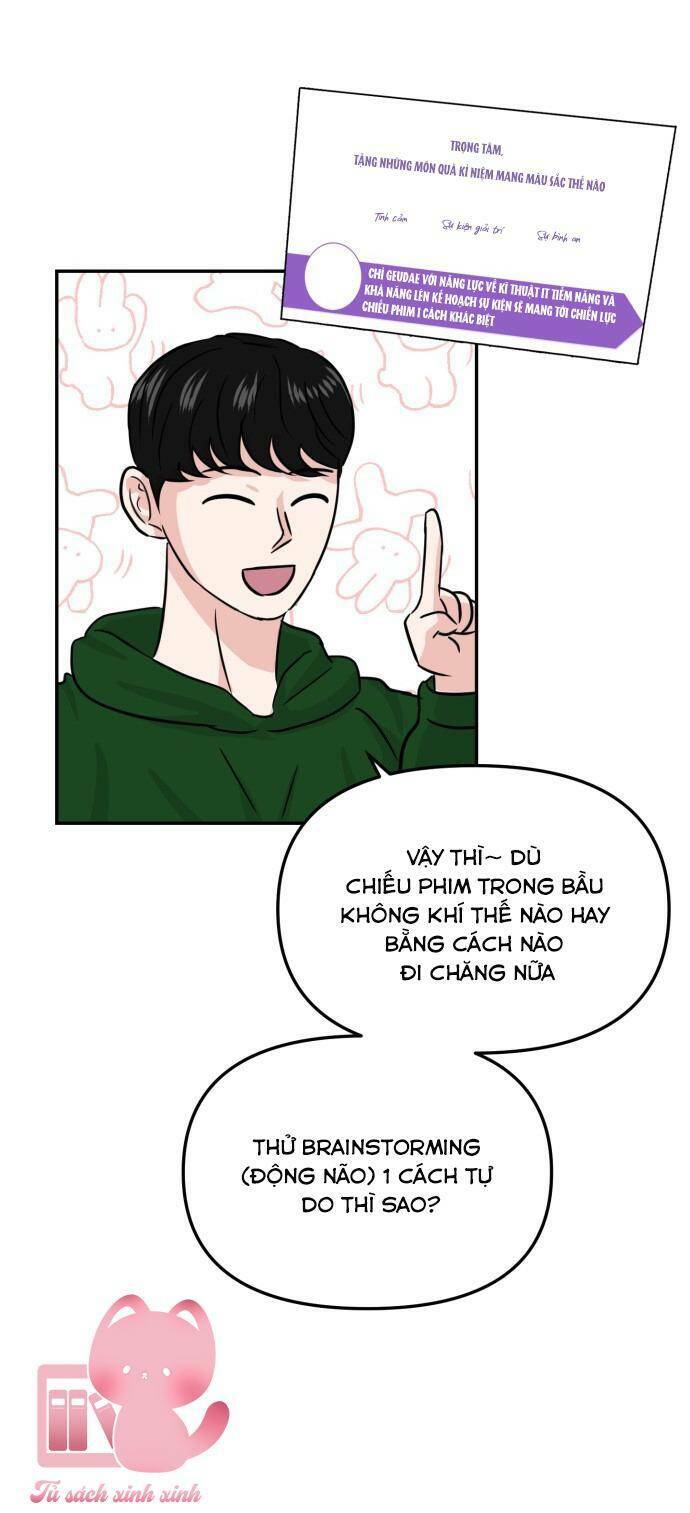 TRỌNG TÂM.
TẶNG NHỮNG MÓN QUÀ KỈ NIỆM MANG MÀU SẮC THẾ NÀO
Tình cảm
Sự kiện giải trí
Sự bình an
CHỈ GEUDAE VỚI NĂNG LỰC VỀ KĨ THUẬT IT TIỀM NĂNG VÀ
KHẢ NĂNG LÊN KẾ HOẠCH SỰ KIỆN SẼ MANG TỚI CHIẾN LỰC
CHIẾU PHIM 1 CÁCH KHÁC BIỆT
VẬY THÌ~ DÙ
CHIẾU PHIM TRONG BẦU
KHÔNG KHÍ THẾ NÀO HAY
BẰNG CÁCH NÀO
ĐI CHĂNG NỮA
THỬ BRAINSTORMING
(ĐỘNG NÃO) 1 CÁCH TỰ
DO THÌ SAO?
Tủ sách xinh xinh